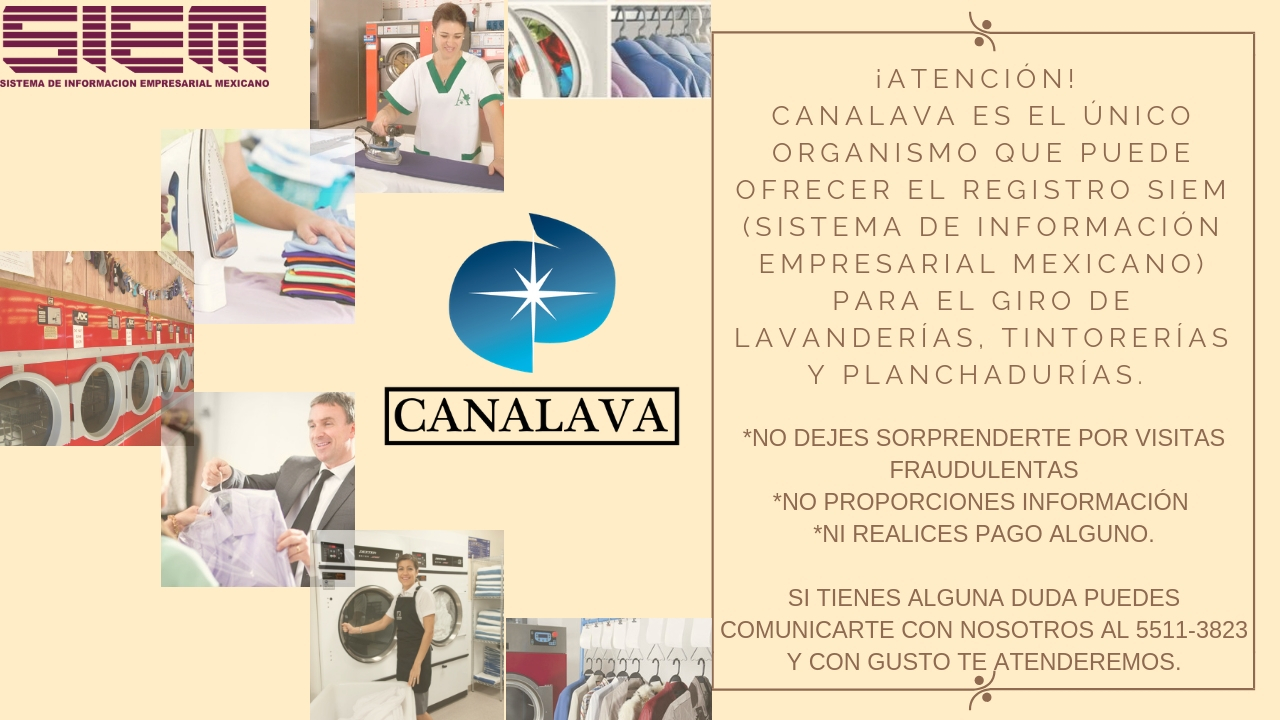 SIEM
SISTEMA DE INFORMACION EMPRESARIAL MEXICANO
A
CANALAVA
¡ATENCIÓN!
CANALAVA ES EL ÚNICO
ORGANISMO QUE PUEDE
OFRECER EL REGISTRO SIEM
(SISTEMA DE INFORMACIÓN
EMPRESARIAL MEXICANO)
PARA EL GIRO DE
LAVANDERÍAS, TINTORERÍAS
Y PLANCHADURÍAS.
*NO DEJES SORPRENDERTE POR VISITAS
FRAUDULENTAS
*NO PROPORCIONES INFORMACIÓN
*NI REALICES PAGO ALGUNO.
SI TIENES ALGUNA DUDA PUEDES
COMUNICARTE CON NOSOTROS AL 5511-3823
Y CON GUSTO TE ATENDEREMOS.